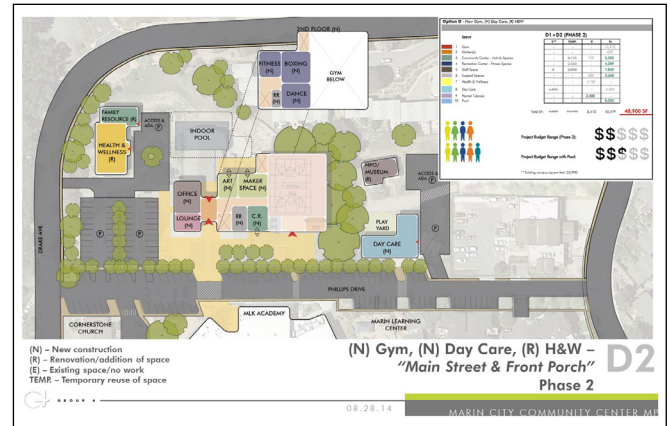 2ND FLOOR (N)
FITNESS (N)
BOXING (N)
GYM BELOW
RR (N)
DANCE (N)
FAMILY RESOURCE (R)
HEALTH & WELLNESS (R)
ACCESS & ADA
P
INDOOR POOL
ART (N)
MAKER SPACE (N)
OFFICE (N)
LOUNGE (N)
RR (N)
C.R. (N)
NPO/ MUSEUM
ACCESS & ADA
P
PLAY YARD
DAY CARE (N)
P
P
P
DRAKE AVE.
PHILLIPS DRIVE
CORNERSTONE CHURCH
MLK ACADEMY
MARIN LEARNING CENTER
Option D - New Gym, (N) Day Care, (R) H&W
Space
D1+D2 (PHASE 2)
TEMP. R N
1 Gym
2 Kitchen(s)
3 Community Center - Activity Spaces
4 Recreation Center - Fitness Spaces
5 Staff Spaces
6 Support Spaces
7 Health & Wellness
8 Day Care
9 Market Tabasse
10 Pool
Total SF:
48,900 SF
Project Budget Range (Phase 2): $$$$$
Project Budget Range with Pool: $$$$$
(N) – New construction
(R) – Renovation/addition of space
(E) – Existing space/no work
TEMP. – Temporary reuse of space
(N) Gym, (N) Day Care, (R) H&W –
"Main Street & Front Porch"
Phase 2
D2
GROUP 4
08.28.14
MARIN CITY COMMUNITY CENTER MP